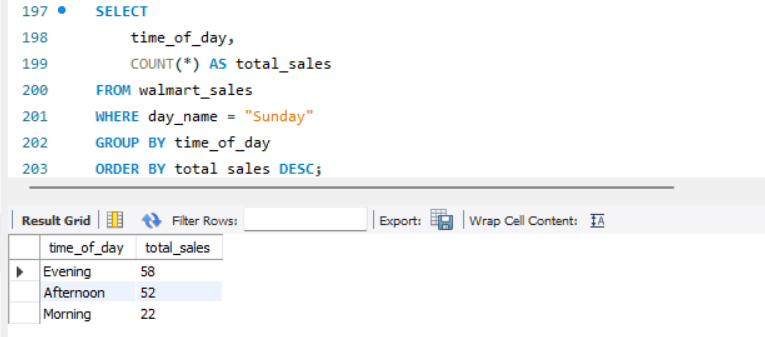 197 SELECT
198 time_of_day,
199 COUNT(*) AS total_sales
200 FROM walmart_sales
201 WHERE day_name = "Sunday"
202 GROUP BY time_of_day
203 ORDER BY total sales DESC;
Result Grid Filter Rows: Export: Wrap Cell Content:
time_of_day total_sales
Evening 58
Afternoon 52
Morning 22